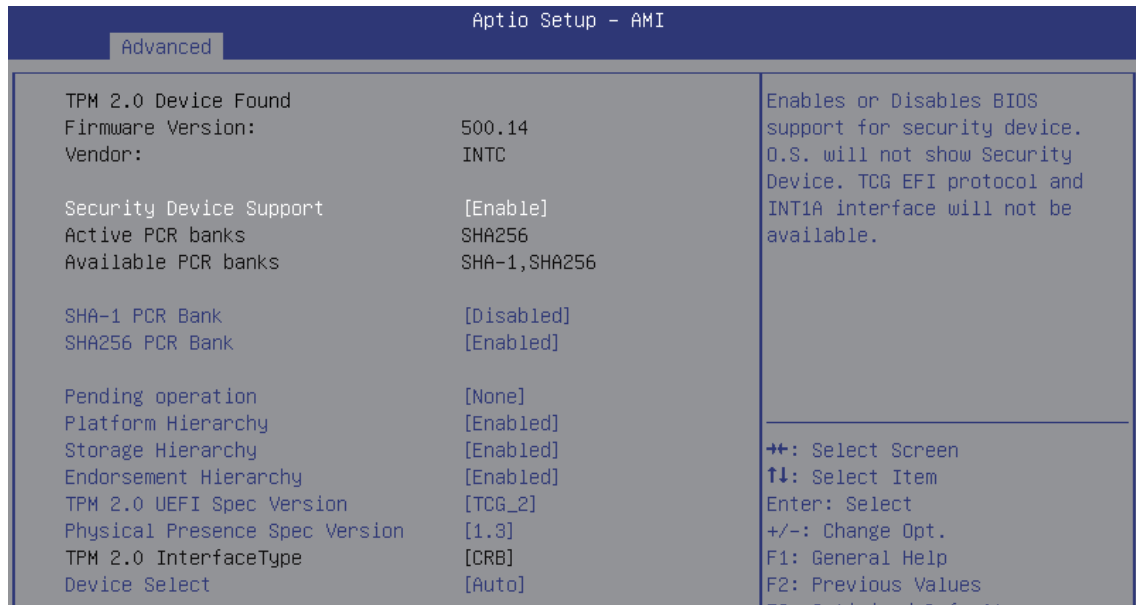 Aptio Setup - AMI
Advanced
TPM 2.0 Device Found
Firmware Version: 500.14
Vendor: INTC
Security Device Support [Enable]
Active PCR banks SHA256
Available PCR banks SHA-1,SHA256
SHA-1 PCR Bank [Disabled]
SHA256 PCR Bank [Enabled]
Pending operation [None]
Platform Hierarchy [Enabled]
Storage Hierarchy [Enabled]
Endorsement Hierarchy [Enabled]
TPM 2.0 UEFI Spec Version [TCG_2]
Physical Presence Spec Version [1.3]
TPM 2.0 InterfaceType [CRB]
Device Select [Auto]
Enables or Disables BIOS
support for security device.
O.S. will not show Security
Device. TCG EFI protocol and
INT1A interface will not be
available.
→←: Select Screen
↑↓: Select Item
Enter: Select
+/-: Change Opt.
F1: General Help
F2: Previous Values